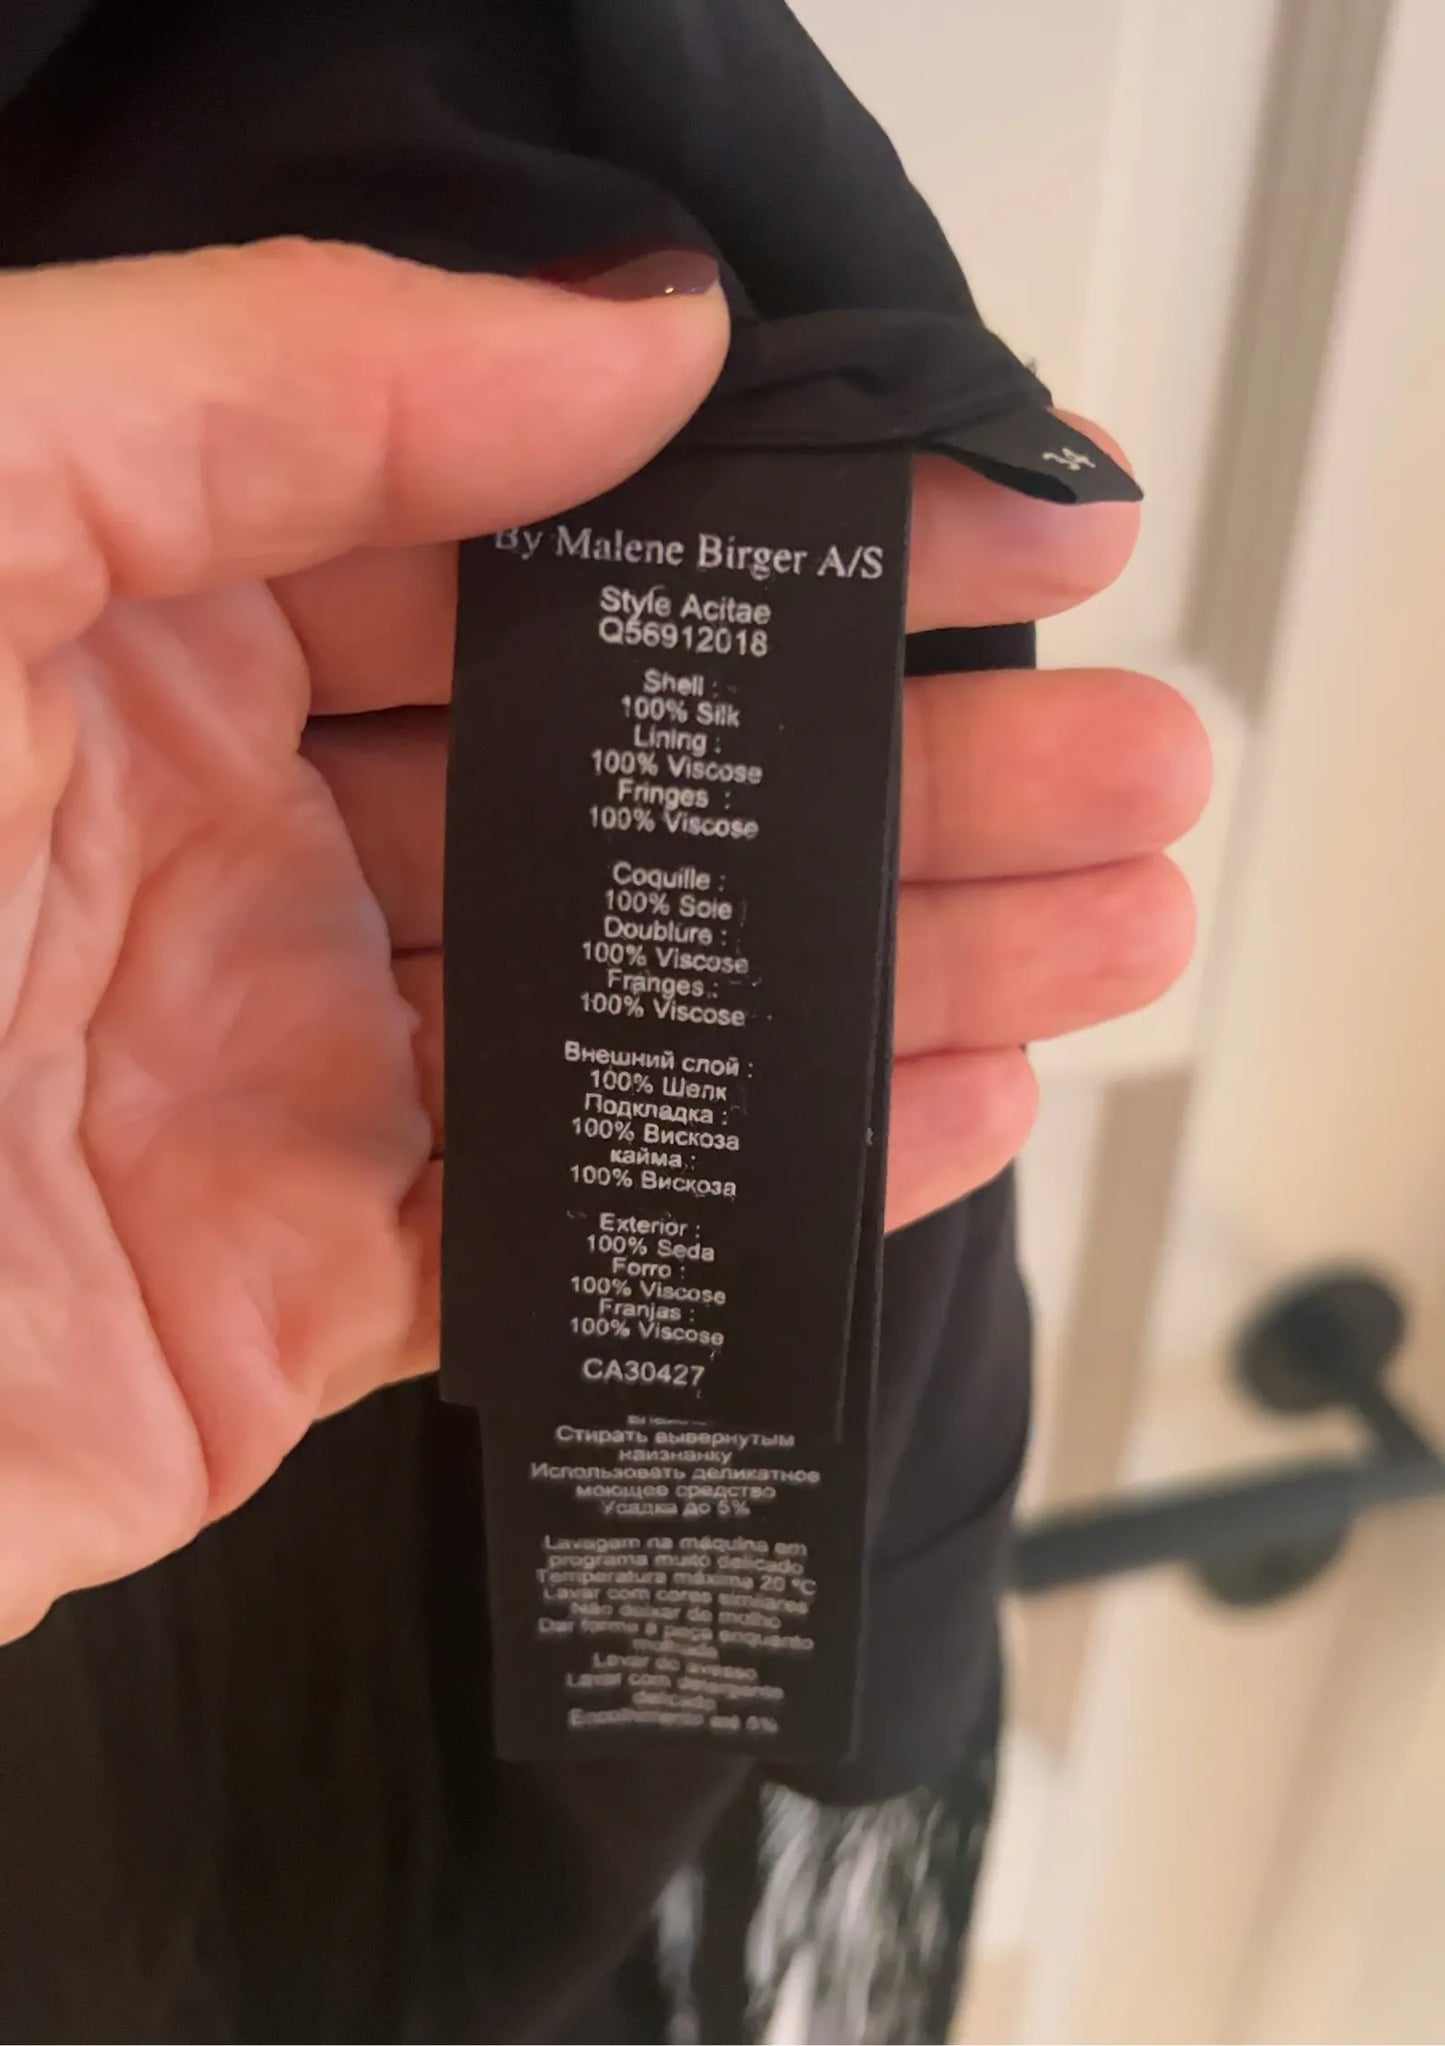 34
By Malene Birger A/S
Style Acitae
Q56912018
Shell :
100% Silk
Lining :
100% Viscose
Fringes :
100% Viscose
Coquille :
100% Soie
Doublure :
100% Viscose
Franges :
100% Viscose
Внешний слой :
100% Шелк
Подкладка :
100% Вискоза
кайма :
100% Вискоза
Exterior :
100% Seda
Forro :
100% Viscose
Franjas :
100% Viscose
CA30427
Стирать вывернутым
наизнанку
Использовать деликатное
моющее средство
Усадка до 5%
Lavagem na máquina em
programa muito delicado
Temperatura máxima 20 °C
Lavar com cores similares
Não deixar de molho
Dar forma à peça enquanto
molhada
Lavar do avesso
Lavar com detergente
delicado
Encolhimento até 5%